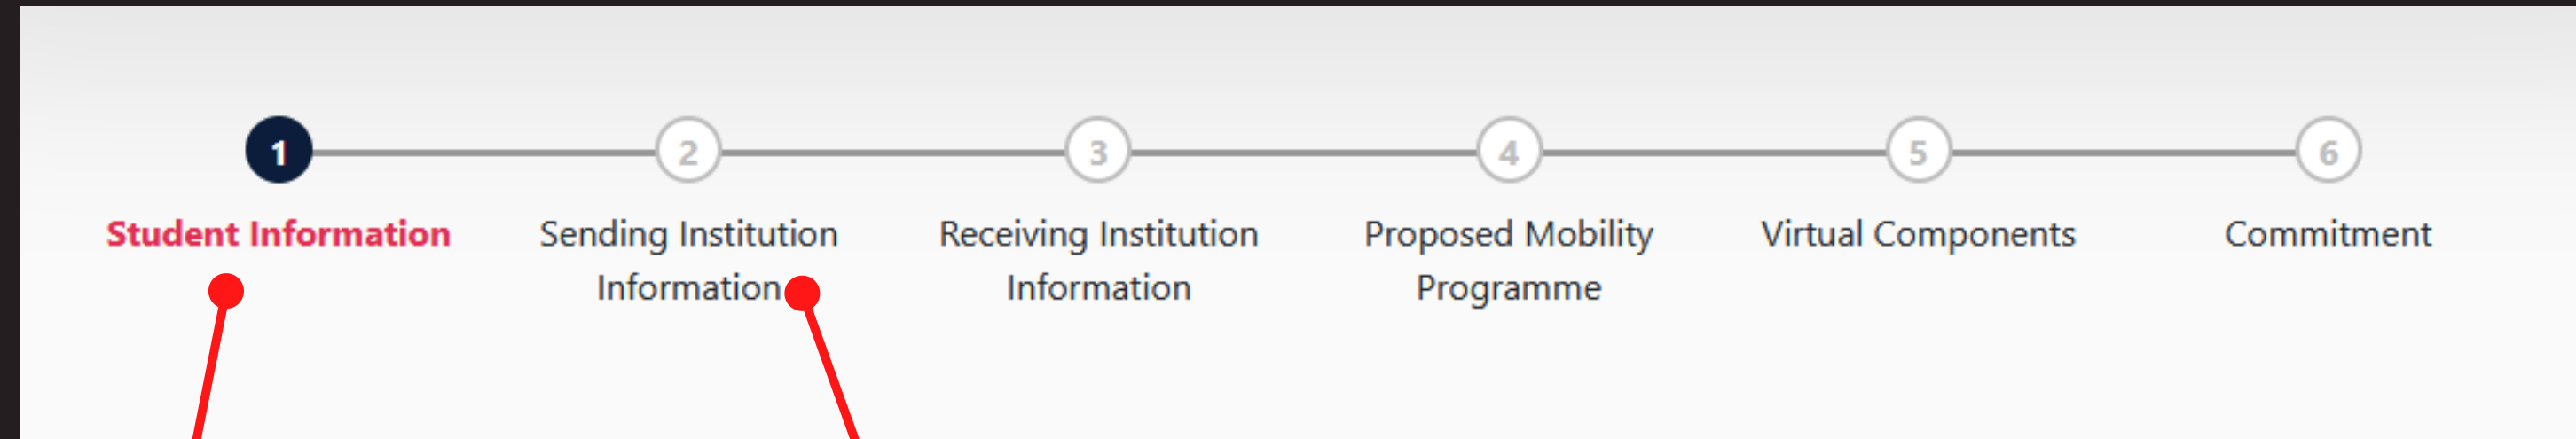 1 2 3 4 5 6
Student Information Sending Institution Receiving Institution Proposed Mobility Virtual Components Commitment
Information Information Programme